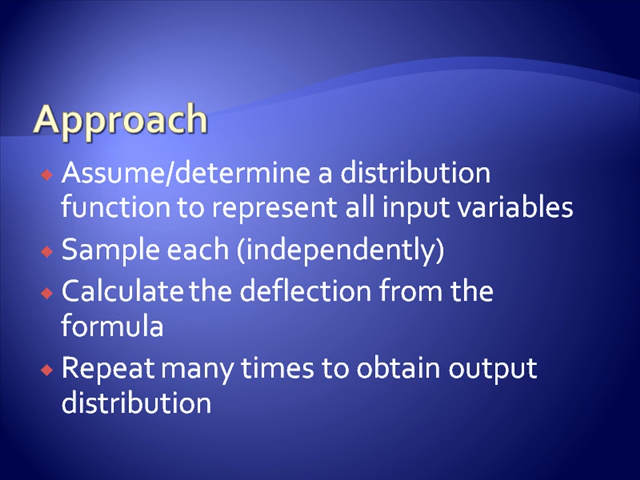 Approach
Assume/determine a distribution
function to represent all input variables
Sample each (independently)
Calculate the deflection from the
formula
Repeat many times to obtain output
distribution